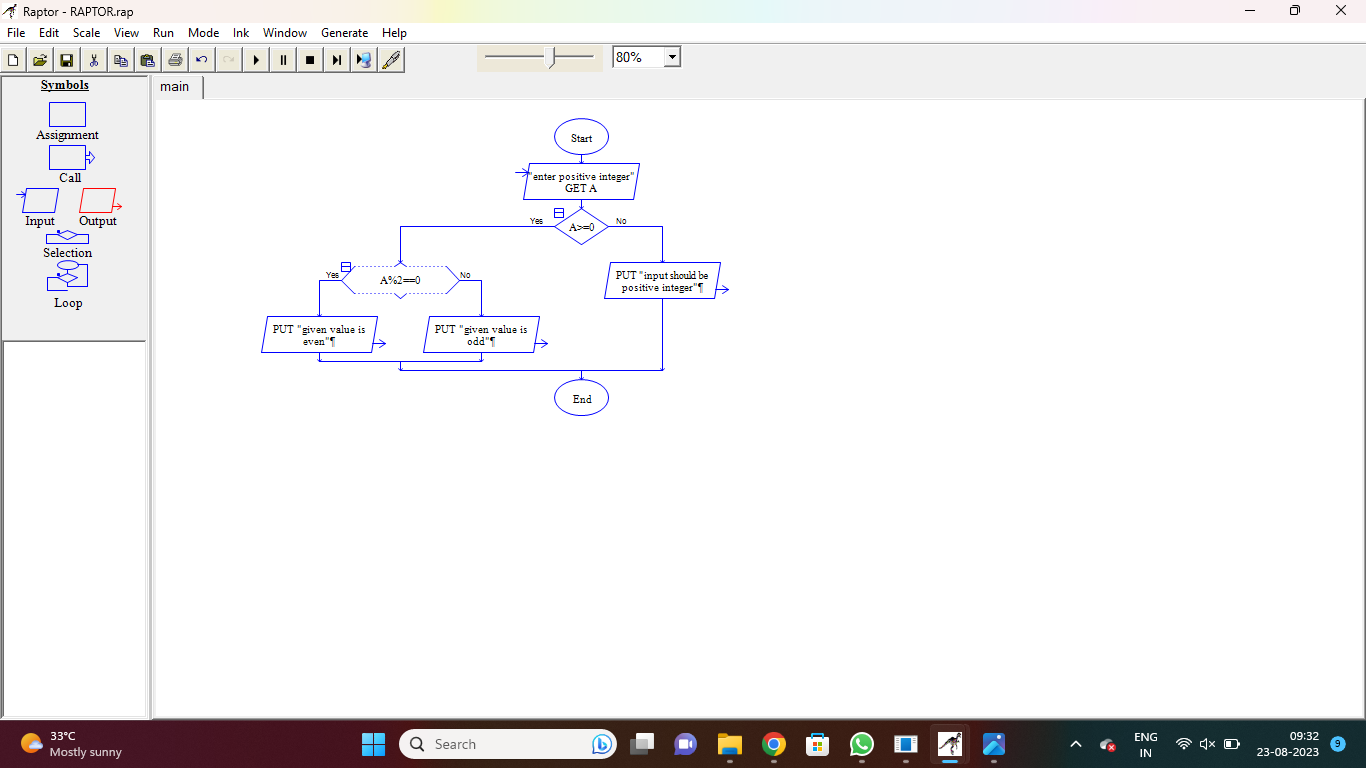 Raptor - RAPTOR.rap
File Edit Scale View Run Mode Ink Window Generate Help
80%
Symbols
Assignment
Call
Input Output
Selection
Loop
main
Start
"enter positive integer"
GET A
Yes A>=0 No
Yes A%2==0 No
PUT "input should be
positive integer"¶
PUT "given value is
even"¶
PUT "given value is
odd"¶
End
33°C
Mostly sunny
Search
ENG
IN
09:32
23-08-2023
9